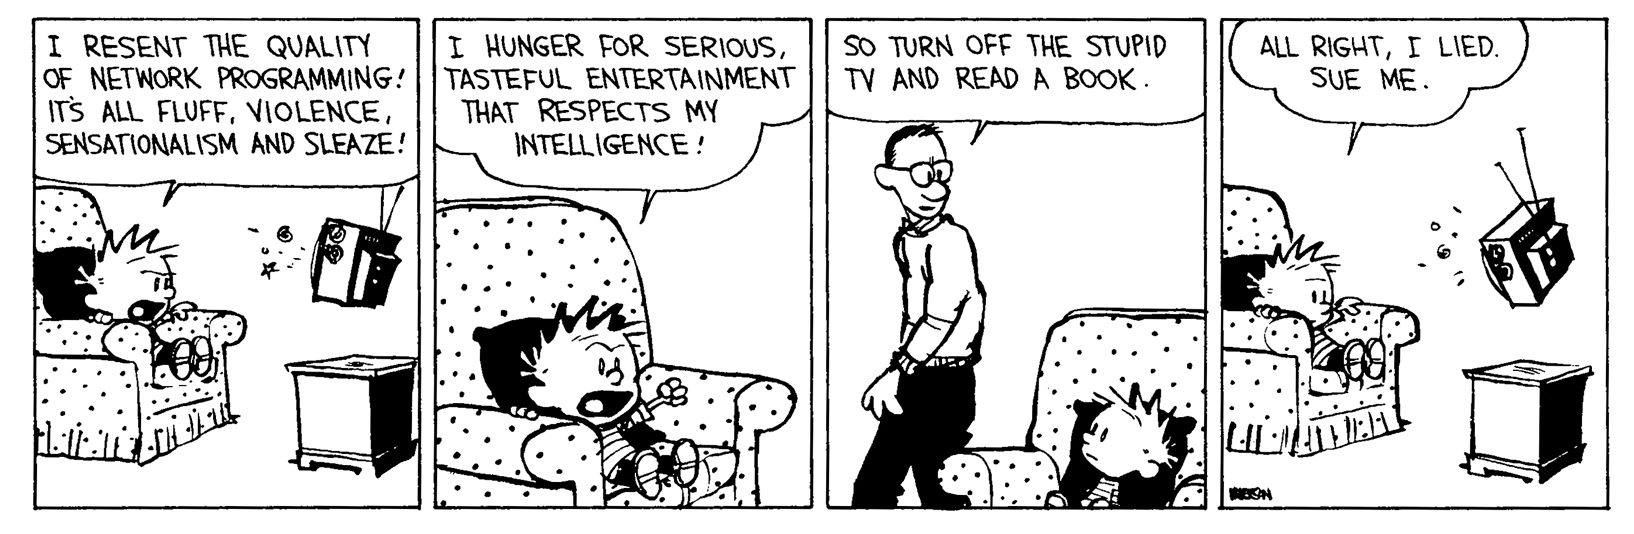 I RESENT THE QUALITY
OF NETWORK PROGRAMMING!
IT'S ALL FLUFF, VIOLENCE,
SENSATIONALISM AND SLEAZE!
I HUNGER FOR SERIOUS,
TASTEFUL ENTERTAINMENT
THAT RESPECTS MY
INTELLIGENCE!
SO TURN OFF THE STUPID
TV AND READ A BOOK.
ALL RIGHT, I LIED.
SUE ME.